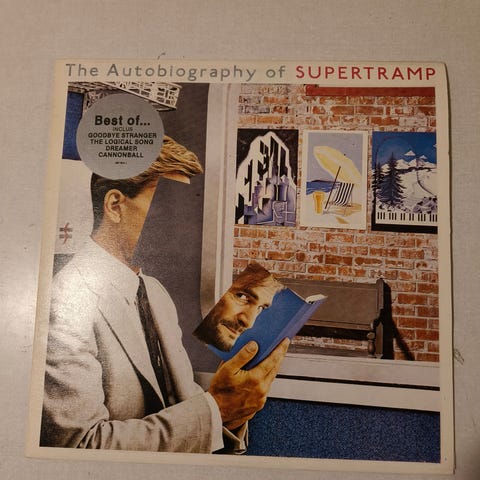 The Autobiography of SUPERTRAMP
Best of...
INCLUS
GOODBYE STRANGER
THE LOGICAL SONG
DREAMER
CANNONBALL